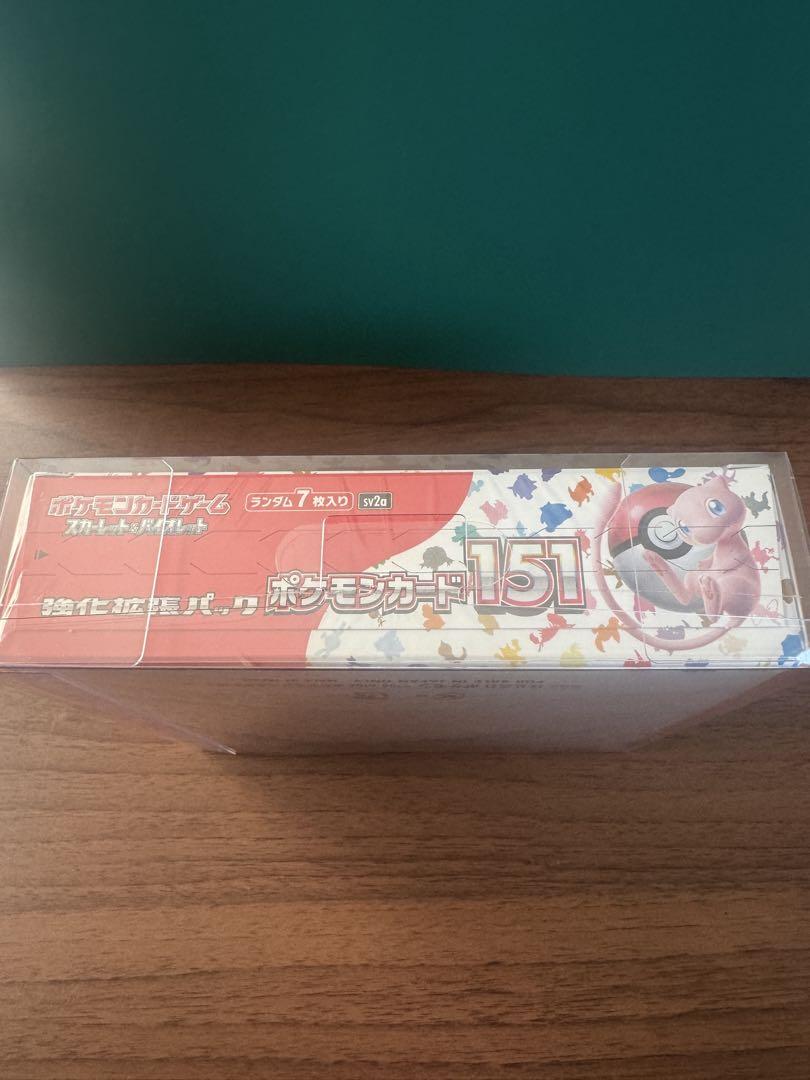 ポケモンカードゲーム
スカーレット&バイオレット
ランダム7枚入り
sv2a
強化拡張パック
ポケモンカード151